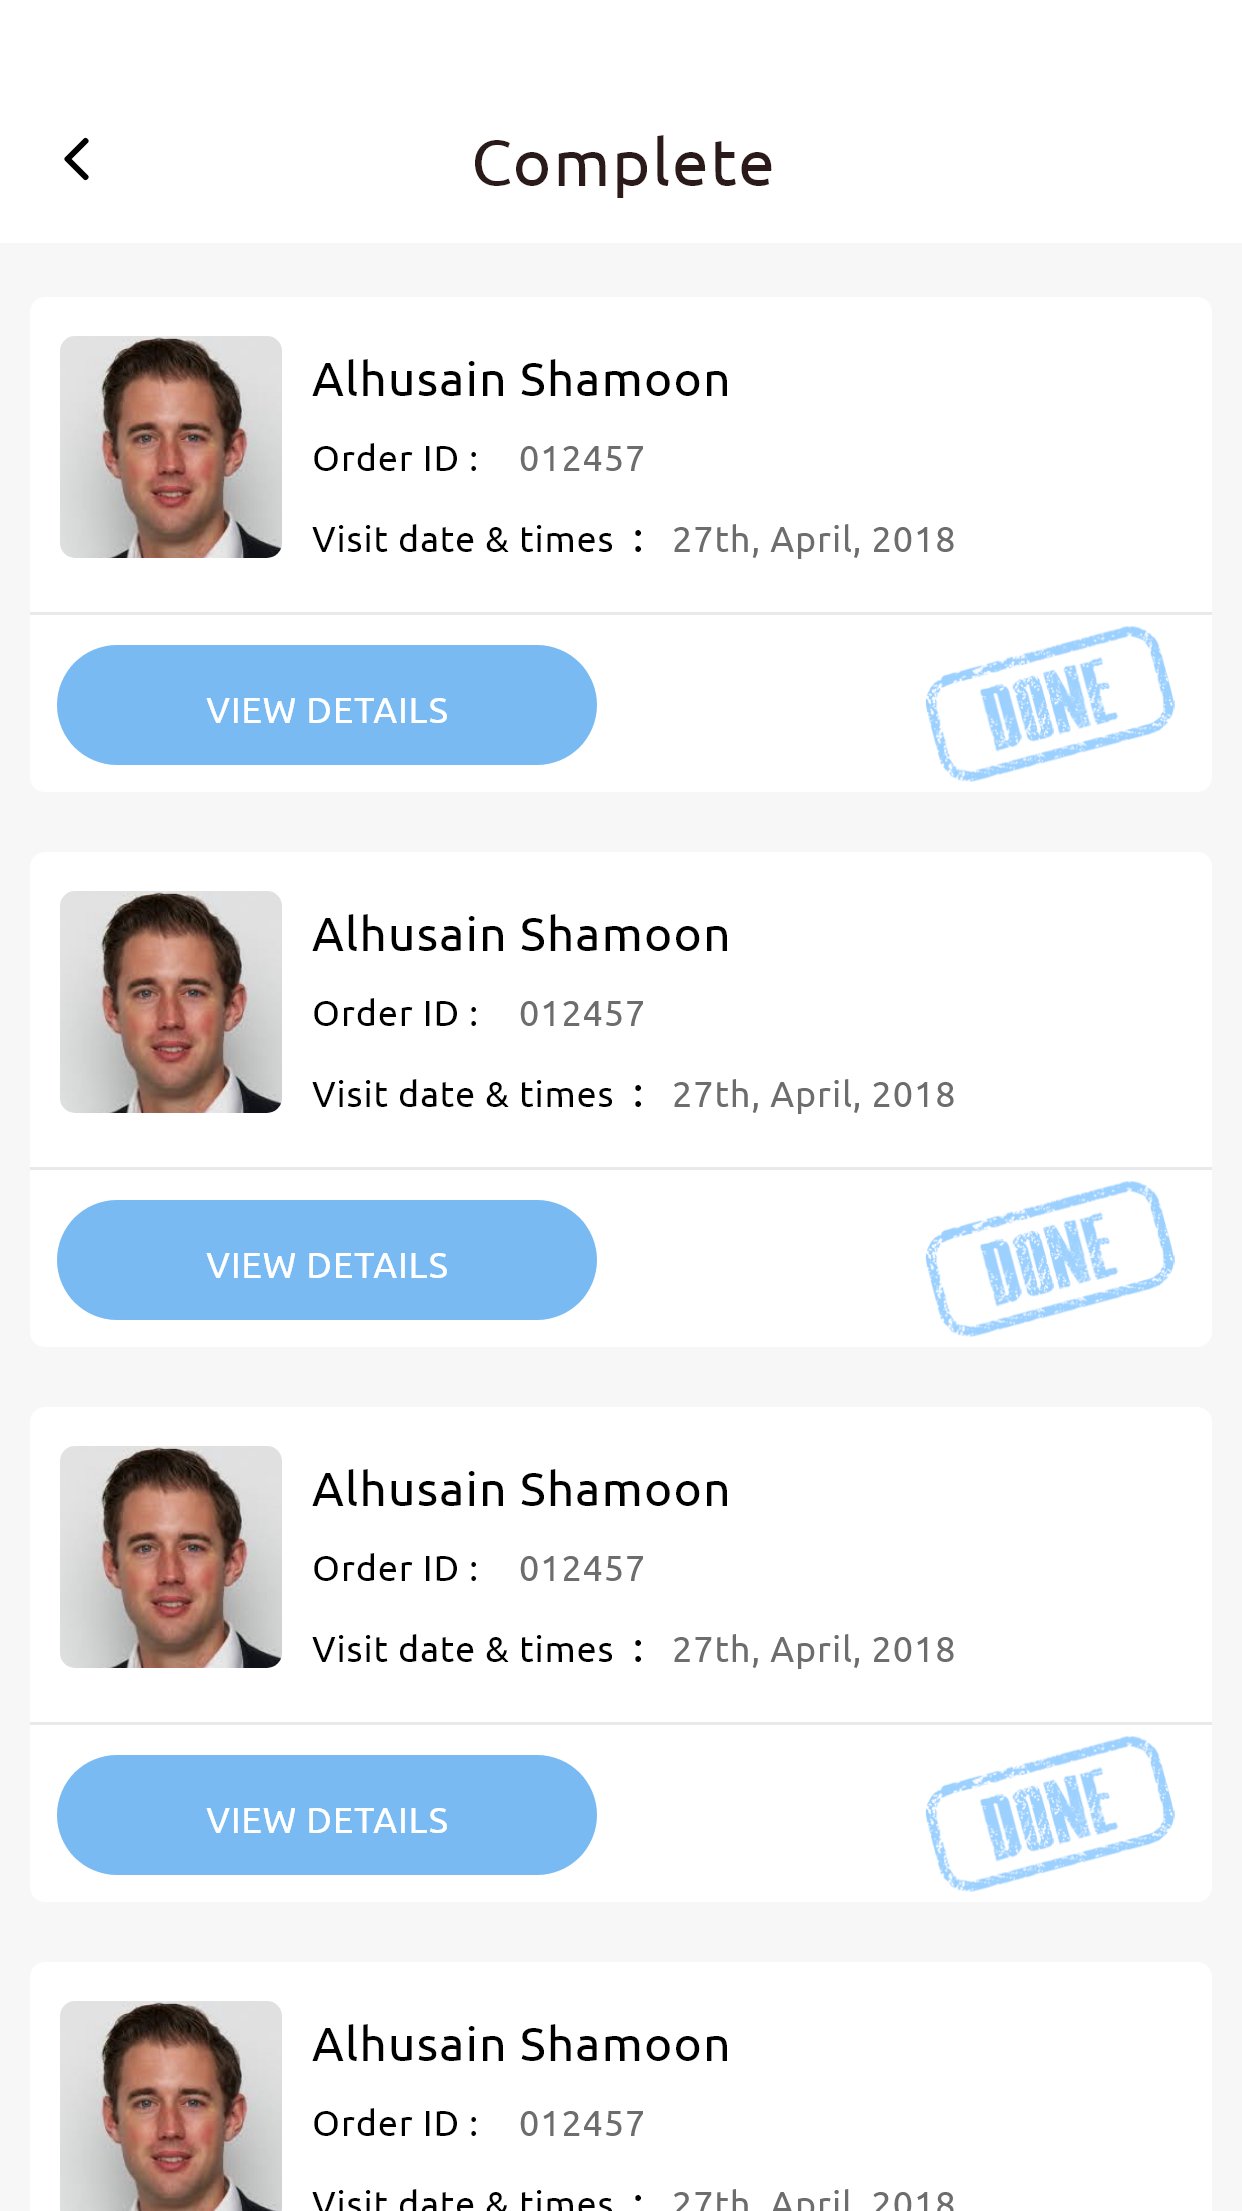 Complete
Alhusain Shamoon
Order ID : 012457
Visit date & times : 27th, April, 2018
VIEW DETAILS
DONE
Alhusain Shamoon
Order ID : 012457
Visit date & times : 27th, April, 2018
VIEW DETAILS
DONE
Alhusain Shamoon
Order ID : 012457
Visit date & times : 27th, April, 2018
VIEW DETAILS
DONE
Alhusain Shamoon
Order ID : 012457
Visit date & times : 27th, April, 2018